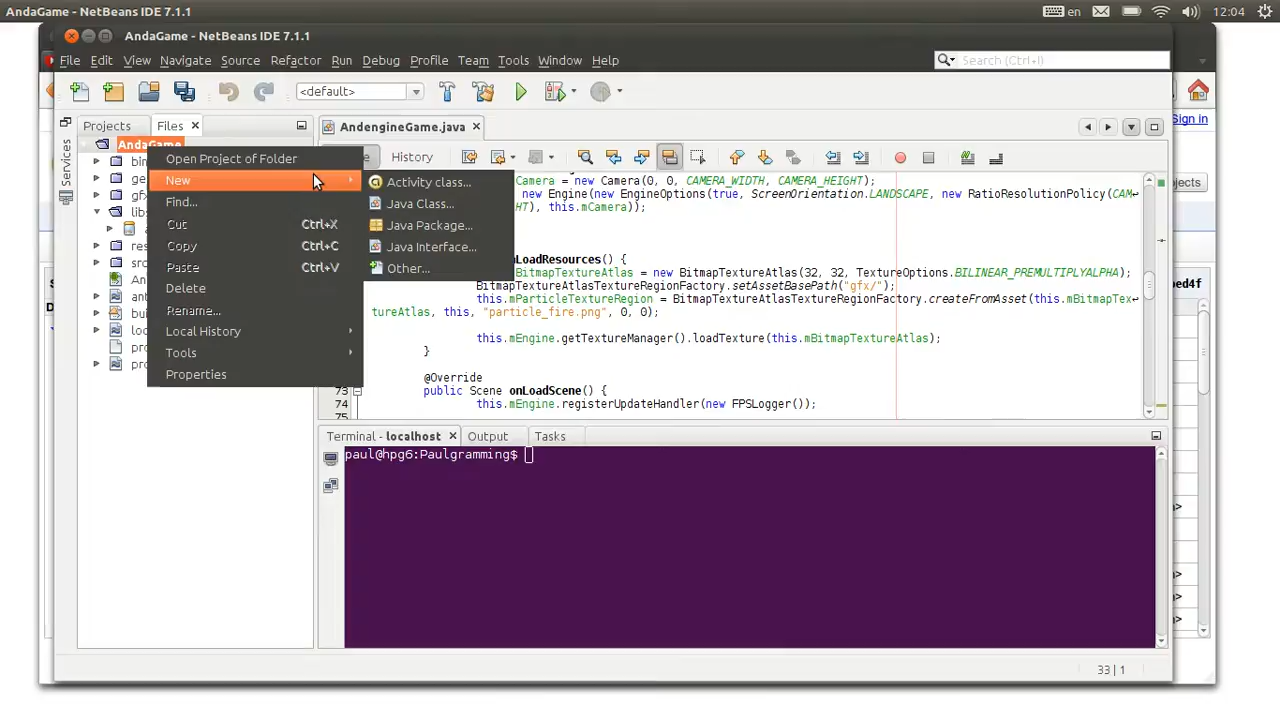 AndaGame - NetBeans IDE 7.1.1
en
12:04
AndaGame - NetBeans IDE 7.1.1
File Edit View Navigate Source Refactor Run Debug Profile Team Tools Window Help
Search (Ctrl+I)
<default>
Sign in
Projects
Files
AndengineGame.java
Services
AndaGame
History
Open Project of Folder
New
Find...
Cut Ctrl+X
Copy Ctrl+C
Paste Ctrl+V
Delete
Rename...
Local History
Tools
Properties
Activity class...
Java Class...
Java Package...
Java Interface...
Other...
Camera = new Camera(0, 0, CAMERA_WIDTH, CAMERA_HEIGHT);
new Engine(new EngineOptions(true, ScreenOrientation.LANDSCAPE, new RatioResolutionPolicy(CAM
HT), this.mCamera));
nLoadResources() {
BitmapTextureAtlas = new BitmapTextureAtlas(32, 32, TextureOptions.BILINEAR_PREMULTIPLYALPHA);
BitmapTextureAtlasTextureRegionFactory.setAssetBasePath("gfx/");
this.mParticleTextureRegion = BitmapTextureAtlasTextureRegionFactory.createFromAsset(this.mBitmapTex
tureAtlas, this, "particle_fire.png", 0, 0);
this.mEngine.getTextureManager().loadTexture(this.mBitmapTextureAtlas);
}
@Override
73 public Scene onLoadScene() {
74 this.mEngine.registerUpdateHandler(new FPSLogger());
75
Terminal - localhost
Output
Tasks
paul@hpg6:Paulgramming$
33|1